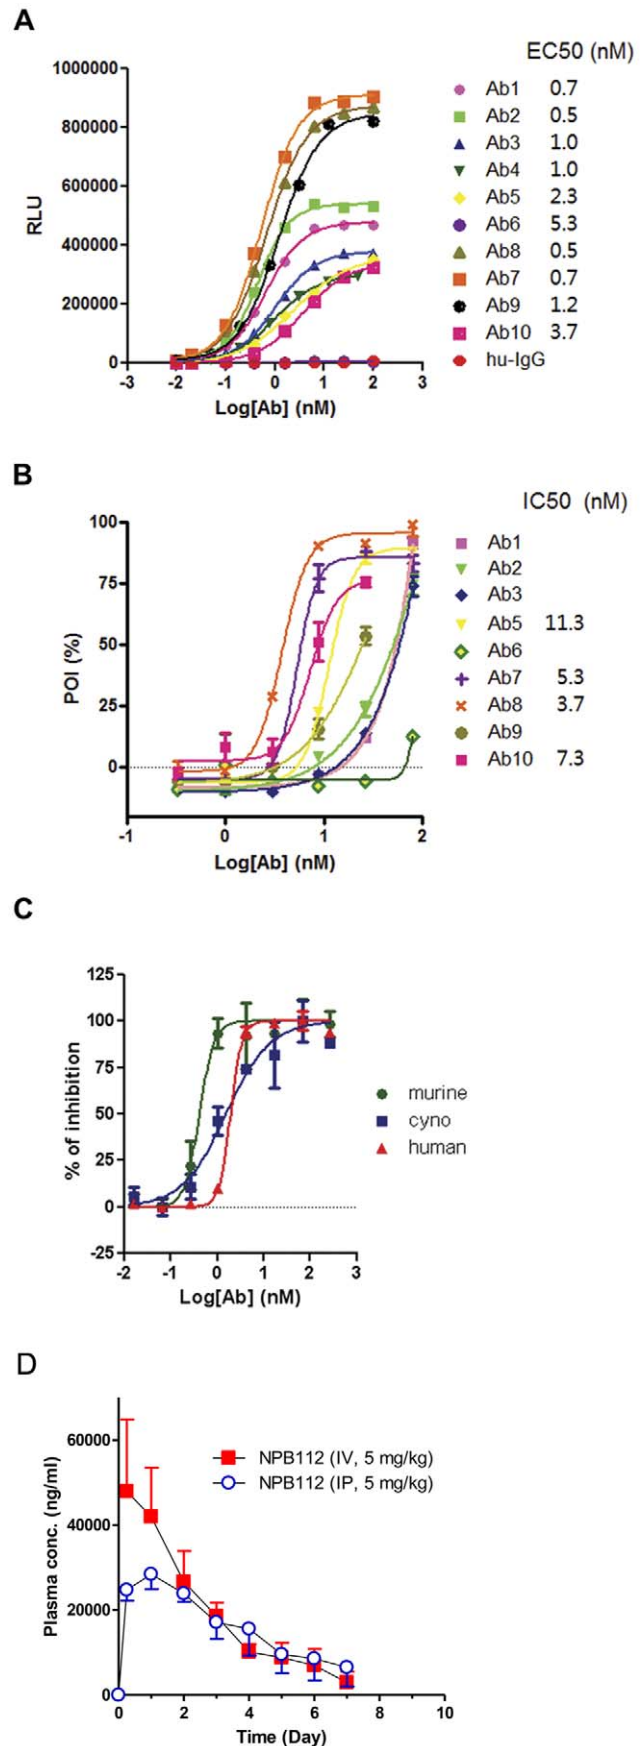 A
EC50 (nM)
1000000
800000
600000
400000
200000
0
RLU
-3
-2
-1
0
1
2
3
Log[Ab] (nM)
Ab1 0.7
Ab2 0.5
Ab3 1.0
Ab4 1.0
Ab5 2.3
Ab6 5.3
Ab8 0.5
Ab7 0.7
Ab9 1.2
Ab10 3.7
hu-IgG
B
IC50 (nM)
100
75
50
25
0
POI (%)
-1
0
1
2
Log[Ab] (nM)
Ab1
Ab2
Ab3
Ab5 11.3
Ab6
Ab7 5.3
Ab8 3.7
Ab9
Ab10 7.3
C
125
100
75
50
25
0
-25
% of inhibition
-2
-1
0
1
2
3
Log[Ab] (nM)
murine
cyno
human
D
60000
40000
20000
0
Plasma conc. (ng/ml)
NPB112 (IV, 5 mg/kg)
NPB112 (IP, 5 mg/kg)
0
2
4
6
8
10
Time (Day)